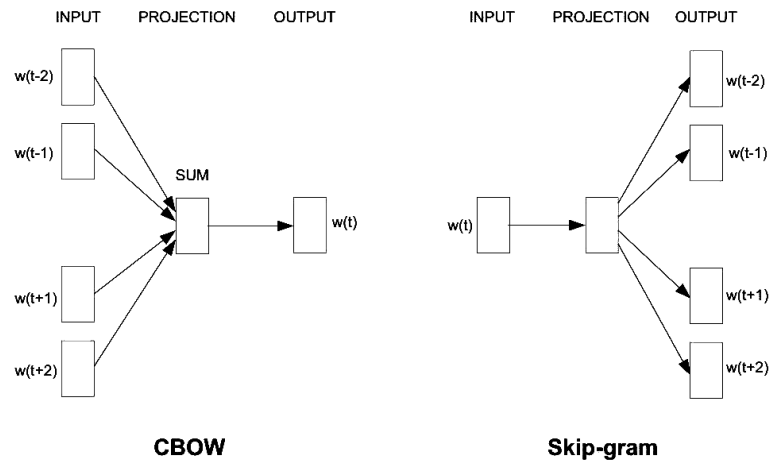 INPUT PROJECTION OUTPUT
w(t-2)
w(t-1)
SUM
w(t)
w(t+1)
w(t+2)
CBOW
INPUT PROJECTION OUTPUT
w(t-2)
w(t-1)
w(t)
w(t+1)
w(t+2)
Skip-gram